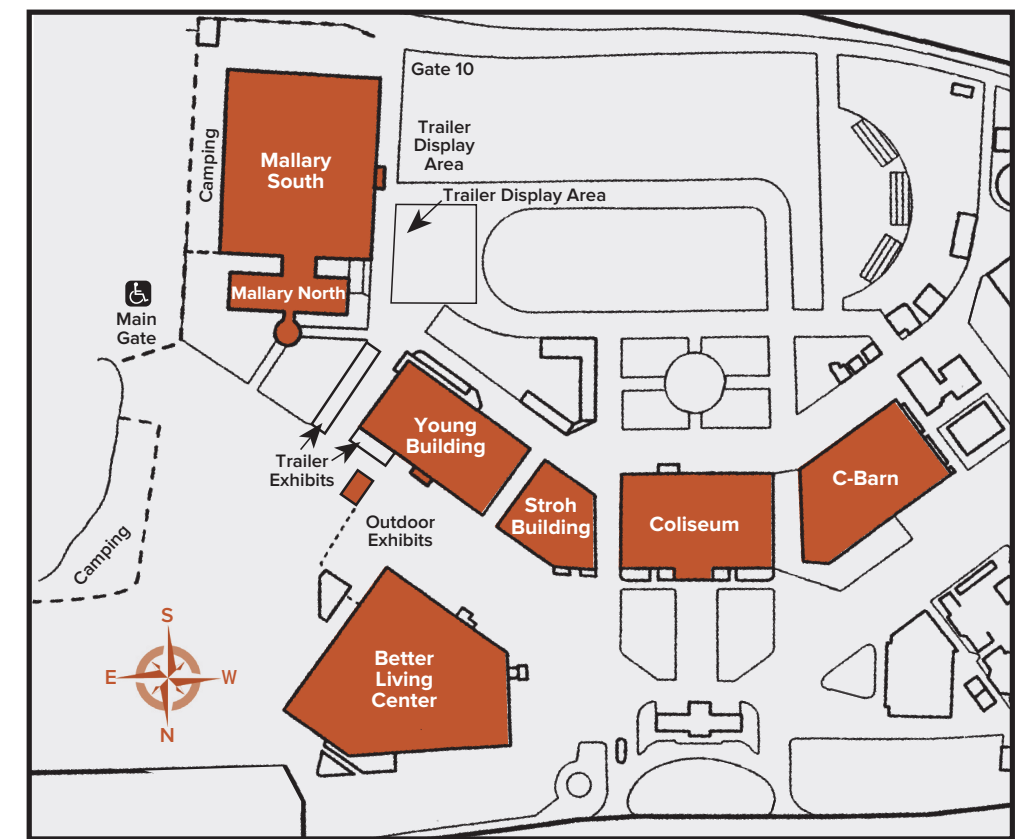 Gate 10
Trailer
Display
Area
Camping
Mallary
South
Trailer Display Area
Mallary North
Main
Gate
Young
Building
Trailer
Exhibits
C-Barn
Stroh
Building
Coliseum
Outdoor
Exhibits
Camping
S
E
W
N
Better
Living
Center